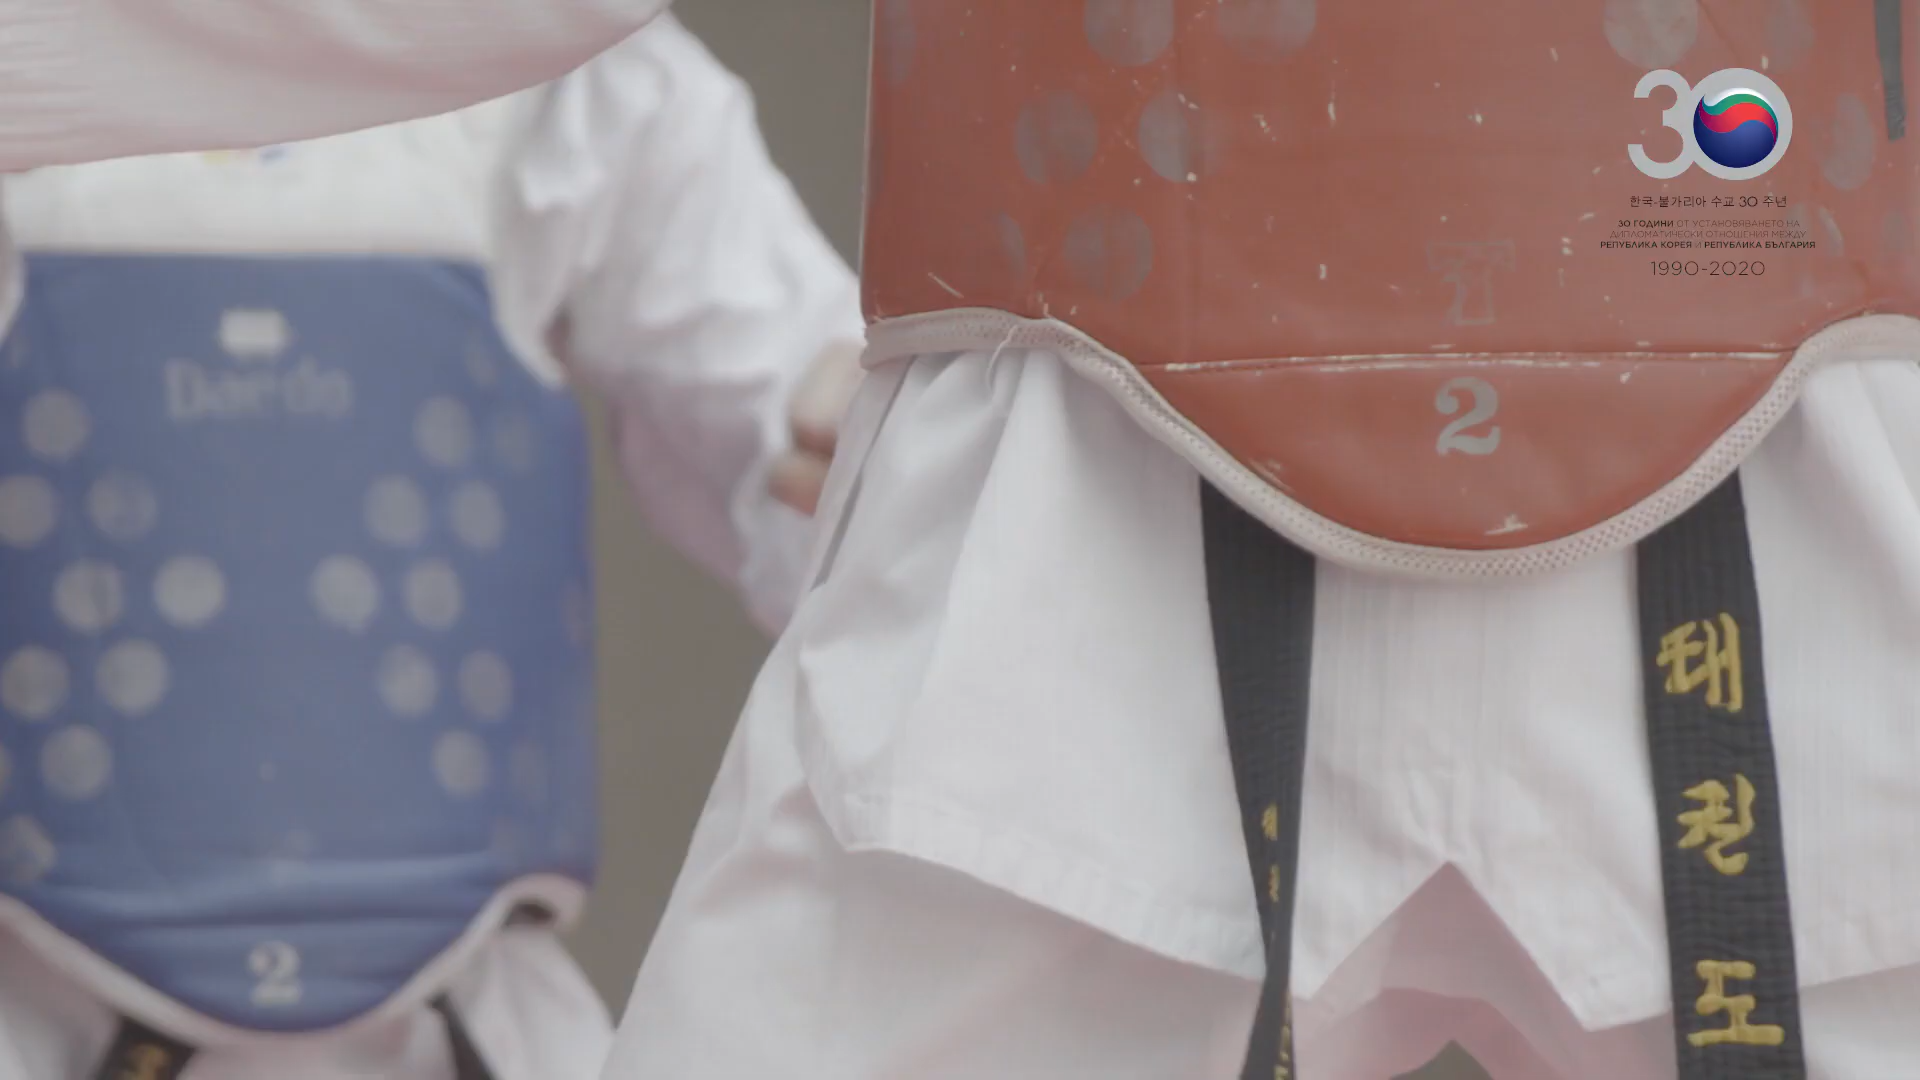 30
한국-불가리아 수교 30 주년
30 ГОДИНИ ОТ УСТАНОВЯВАНЕТО НА
ДИПЛОМАТИЧЕСКИ ОТНОШЕНИЯ МЕЖДУ
РЕПУБЛИКА КОРЕЯ И РЕПУБЛИКА БЪЛГАРИЯ
1990-2020
Daedo
2
2
태
권
도